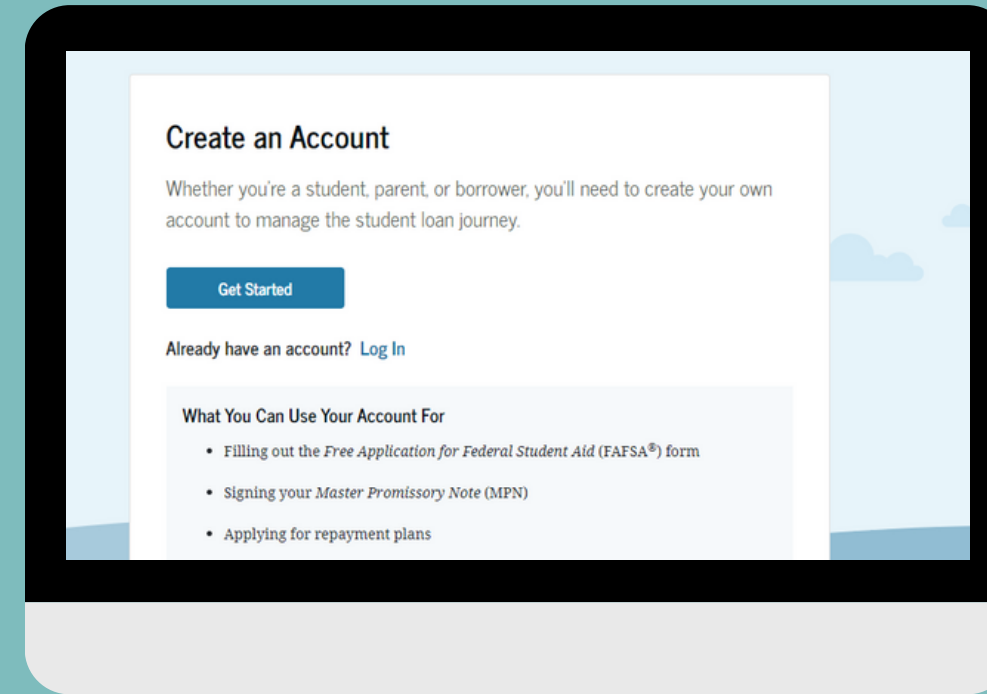 Create an Account
Whether you're a student, parent, or borrower, you'll need to create your own
account to manage the student loan journey.
Get Started
Already have an account? Log In
What You Can Use Your Account For
• Filling out the Free Application for Federal Student Aid (FAFSA®) form
• Signing your Master Promissory Note (MPN)
• Applying for repayment plans